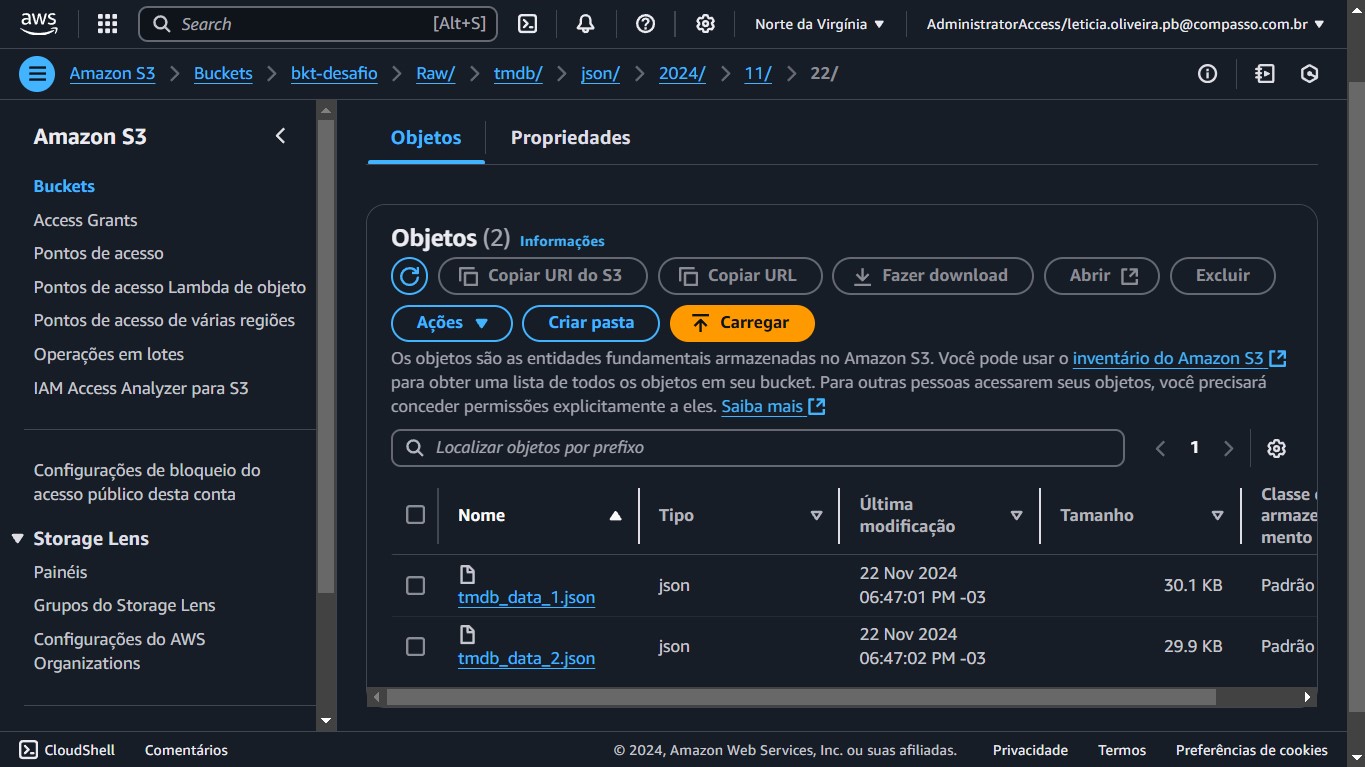 aws
Search [Alt+S]
Norte da Virgínia
AdministratorAccess/leticia.oliveira.pb@compasso.com.br
Amazon S3 > Buckets > bkt-desafio > Raw/ > tmdb/ > json/ > 2024/ > 11/ > 22/
Amazon S3
Buckets
Access Grants
Pontos de acesso
Pontos de acesso Lambda de objeto
Pontos de acesso de várias regiões
Operações em lotes
IAM Access Analyzer para S3
Configurações de bloqueio do
acesso público desta conta
Storage Lens
Painéis
Grupos do Storage Lens
Configurações do AWS
Organizations
Objetos Propriedades
Objetos (2) Informações
Copiar URI do S3 Copiar URL Fazer download Abrir Excluir
Ações Criar pasta Carregar
Os objetos são as entidades fundamentais armazenadas no Amazon S3. Você pode usar o inventário do Amazon S3
para obter uma lista de todos os objetos em seu bucket. Para outras pessoas acessarem seus objetos, você precisará
conceder permissões explicitamente a eles. Saiba mais
Localizar objetos por prefixo
1
Nome
Tipo
Última
modificação
Tamanho
Classe
armaze
mento
tmdb_data_1.json
json
22 Nov 2024
06:47:01 PM -03
30.1 KB
Padrão
tmdb_data_2.json
json
22 Nov 2024
06:47:02 PM -03
29.9 KB
Padrão
CloudShell Comentários
© 2024, Amazon Web Services, Inc. ou suas afiliadas. Privacidade Termos Preferências de cookies